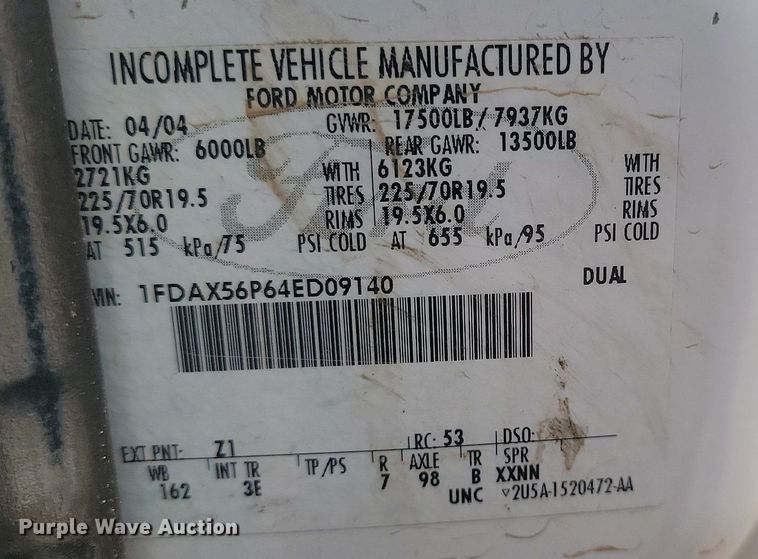 INCOMPLETE VEHICLE MANUFACTURED BY
FORD MOTOR COMPANY
DATE: 04/04 GVWR: 17500LB/ 7937KG
FRONT GAWR: 6000LB REAR GAWR: 13500LB
2721KG WITH 6123KG WITH
225/70R19.5 TIRES 225/70R19.5 TIRES
19.5X6.0 RIMS 19.5X6.0 RIMS
AT 515 kPa/75 PSI COLD AT 655 kPa/95 PSI COLD
VIN: 1FDAX56P64ED09140 DUAL
EXT PNT: Z1 RC: 53 DSO:
WB INT TR TP/PS R AXLE TR SPR
162 3E 7 98 B XXNN
UNC ▽2U5A-1520472-AA
Ford
Purple Wave Auction